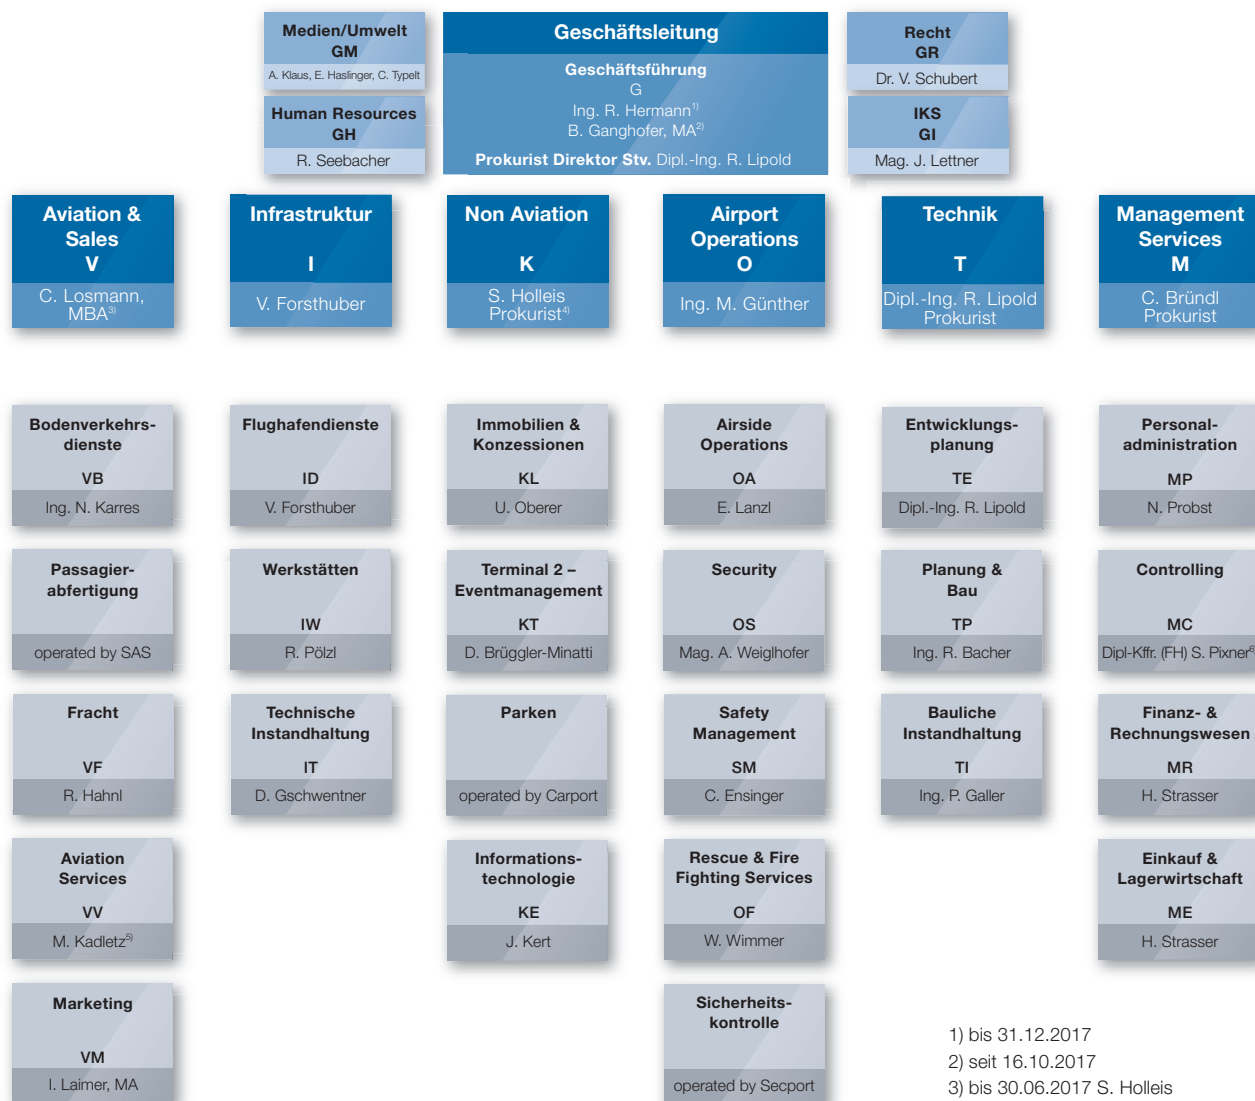 Medien/Umwelt
GM
A. Klaus, E. Haslinger, C. Typelt
Human Resources
GH
R. Seebacher
Geschäftsleitung
Geschäftsführung
G
Ing. R. Hermann1)
B. Ganghofer, MA2)
Prokurist Direktor Stv. Dipl.-Ing. R. Lipold
Recht
GR
Dr. V. Schubert
IKS
GI
Mag. J. Lettner
Aviation &
Sales
V
C. Losmann,
MBA3)
Infrastruktur
I
V. Forsthuber
Non Aviation
K
S. Holleis
Prokurist4)
Airport
Operations
O
Ing. M. Günther
Technik
T
Dipl.-Ing. R. Lipold
Prokurist
Management
Services
M
C. Bründl
Prokurist
Bodenverkehrs-
dienste
VB
Ing. N. Karres
Flughafendienste
ID
V. Forsthuber
Immobilien &
Konzessionen
KL
U. Oberer
Airside
Operations
OA
E. Lanzl
Entwicklungs-
planung
TE
Dipl.-Ing. R. Lipold
Personal-
administration
MP
N. Probst
Passagier-
abfertigung
operated by SAS
Werkstätten
IW
R. Pölzl
Terminal 2 –
Eventmanagement
KT
D. Brüggler-Minatti
Security
OS
Mag. A. Weiglhofer
Planung &
Bau
TP
Ing. R. Bacher
Controlling
MC
Dipl-Kffr. (FH) S. Pixner6)
Fracht
VF
R. Hahnl
Technische
Instandhaltung
IT
D. Gschwentner
Parken
operated by Carport
Safety
Management
SM
C. Ensinger
Bauliche
Instandhaltung
TI
Ing. P. Galler
Finanz- &
Rechnungswesen
MR
H. Strasser
Aviation
Services
VV
M. Kadletz5)
Informations-
technologie
KE
J. Kert
Rescue & Fire
Fighting Services
OF
W. Wimmer
Einkauf &
Lagerwirtschaft
ME
H. Strasser
Marketing
VM
I. Laimer, MA
Sicherheits-
kontrolle
operated by Secport
1) bis 31.12.2017
2) seit 16.10.2017
3) bis 30.06.2017 S. Holleis